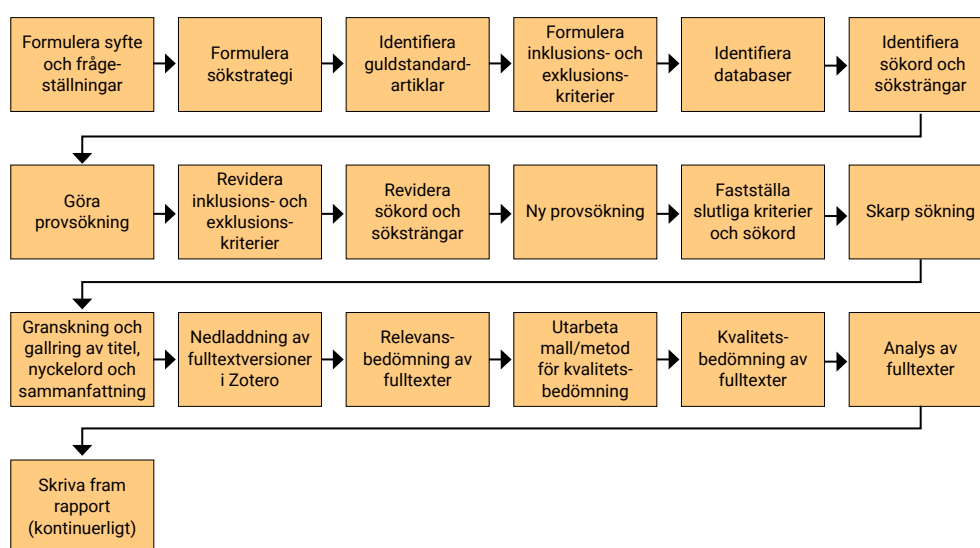 Formulera syfte
och fråge-
ställningar
Formulera
sökstrategi
Identifiera
guldstandard-
artiklar
Formulera
inklusions- och
exklusions-
kriterier
Identifiera
databaser
Identifiera
sökord och
söksträngar
Göra
provsökning
Revidera
inklusions- och
exklusions-
kriterier
Revidera
sökord och
söksträngar
Ny provsökning
Fastställa
slutliga kriterier
och sökord
Skarp sökning
Granskning och
gallring av titel,
nyckelord och
sammanfattning
Nedladdning av
fulltextversioner
i Zotero
Relevans-
bedömning av
fulltexter
Utarbeta
mall/metod
för kvalitets-
bedömning
Kvalitets-
bedömning av
fulltexter
Analys av
fulltexter
Skriva fram
rapport
(kontinuerligt)